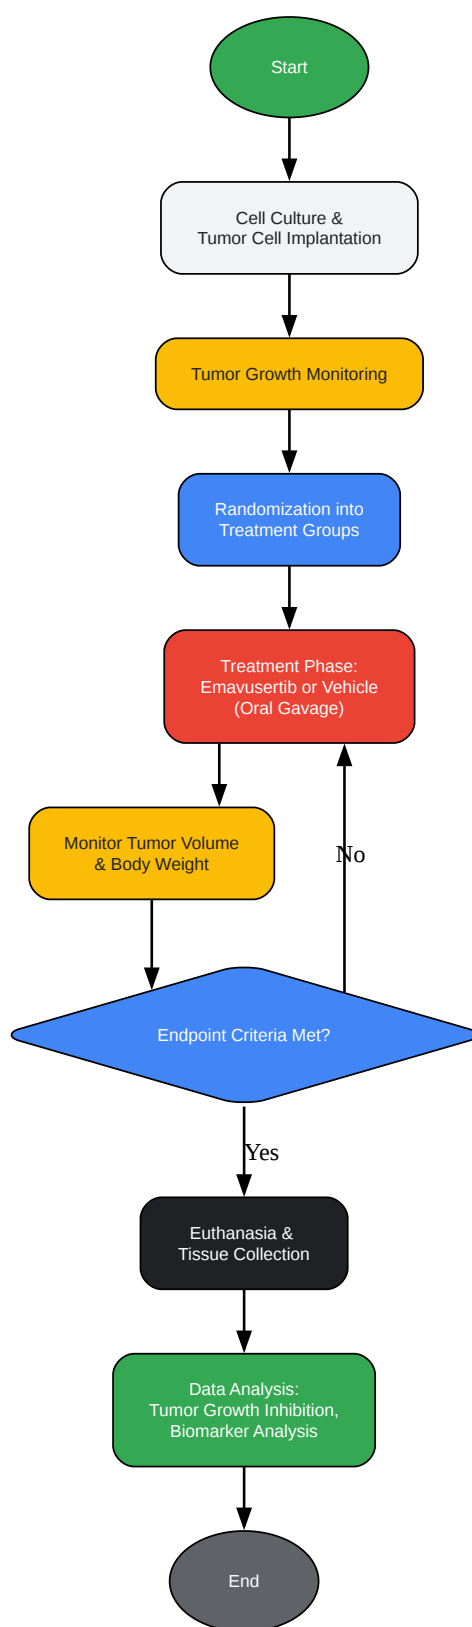 Start
Cell Culture &
Tumor Cell Implantation
Tumor Growth Monitoring
Randomization into
Treatment Groups
Treatment Phase:
Emavusertib or Vehicle
(Oral Gavage)
Monitor Tumor Volume
& Body Weight
No
Endpoint Criteria Met?
Yes
Euthanasia &
Tissue Collection
Data Analysis:
Tumor Growth Inhibition,
Biomarker Analysis
End